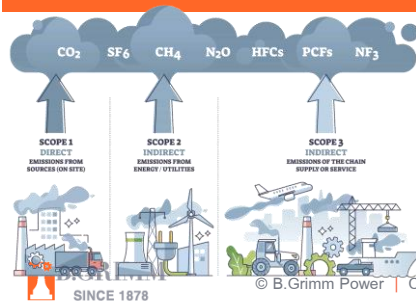 CO2 SF6 CH4 N2O HFCs PCFs NF3
SCOPE 1
DIRECT
EMISSIONS FROM
SOURCES (ON SITE)
SCOPE 2
INDIRECT
EMISSIONS FROM
ENERGY / UTILITIES
SCOPE 3
INDIRECT
EMISSIONS OF THE CHAIN
SUPPLY OR SERVICE
B.GRIMM
SINCE 1878
© B.Grimm Power |